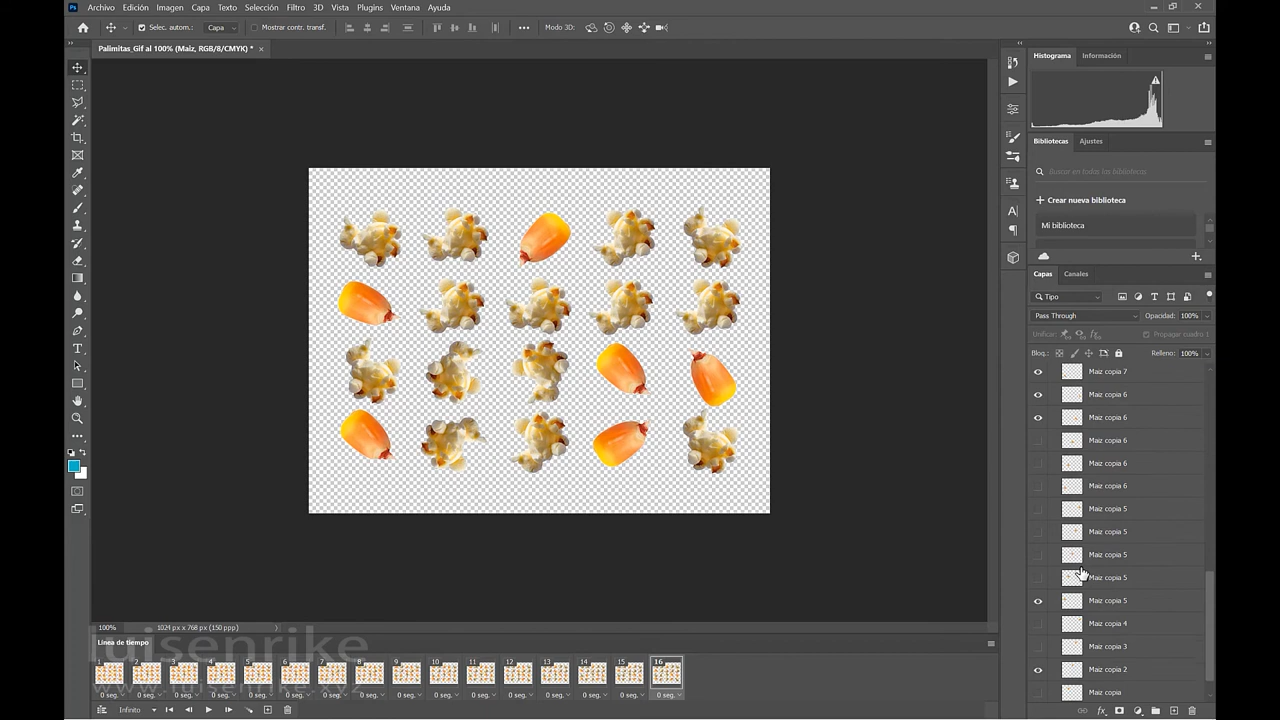 Ps Archivo Edición Imagen Capa Texto Selección Filtro 3D Vista Plugins Ventana Ayuda
Selec. autom.: Capa Mostrar contr. transf. ••• Modo 3D:
Palimitas_Gif al 100% (Maiz, RGB/8/CMYK) * ×
Histograma Información
Bibliotecas Ajustes
Buscar en todas las bibliotecas
+ Crear nueva biblioteca
Mi biblioteca
Capas Canales
Tipo
Pass Through Opacidad: 100%
Unificar: Propagar cuadro 1
Bloq.: Relleno: 100%
Maiz copia 7
Maiz copia 6
Maiz copia 6
Maiz copia 6
Maiz copia 6
Maiz copia 6
Maiz copia 5
Maiz copia 5
Maiz copia 5
Maiz copia 5
Maiz copia 5
Maiz copia 4
Maiz copia 3
Maiz copia 2
Maiz copia
100% 1024 px x 768 px (150 ppp)
Línea de tiempo
luisenrike
www.luisenrike.xyz
1 2 3 4 5 6 7 8 9 10 11 12 13 14 15 16
0 seg. 0 seg. 0 seg. 0 seg. 0 seg. 0 seg. 0 seg. 0 seg. 0 seg. 0 seg. 0 seg. 0 seg. 0 seg. 0 seg. 0 seg. 0 seg.
Infinito